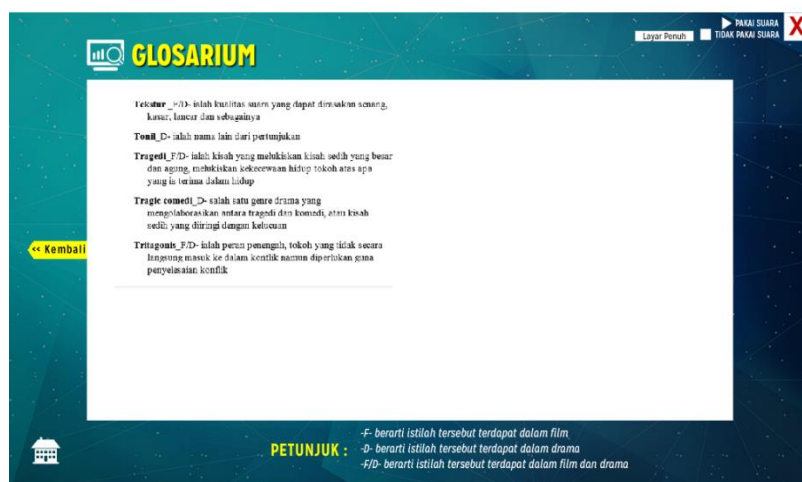 PAKAI SUARA
Layar Penuh
TIDAK PAKAI SUARA
X
GLOSARIUM
Tekstur _F/D- ialah kualitas suara yang dapat dirasakan senang,
kasar, lancar dan sebagainya
Tonil_D- ialah nama lain dari pertunjukan
Tragedi_F/D- ialah kisah yang melukiskan kisah sedih yang besar
dan agung, melukiskan kekecewaan hidup tokoh atas apa
yang ia terima dalam hidup
Tragic comedi_D- salah satu genre drama yang
mengolaborasikan antara tragedi dan komedi, atau kisah
sedih yang diiringi dengan kelucuan
Tritagonis_F/D- ialah peran penengah, tokoh yang tidak secara
langsung masuk ke dalam konflik namun diperlukan guna
penyelesaian konflik
<< Kembali
PETUNJUK :
-F- berarti istilah tersebut terdapat dalam film
-D- berarti istilah tersebut terdapat dalam drama
-F/D- berarti istilah tersebut terdapat dalam film dan drama